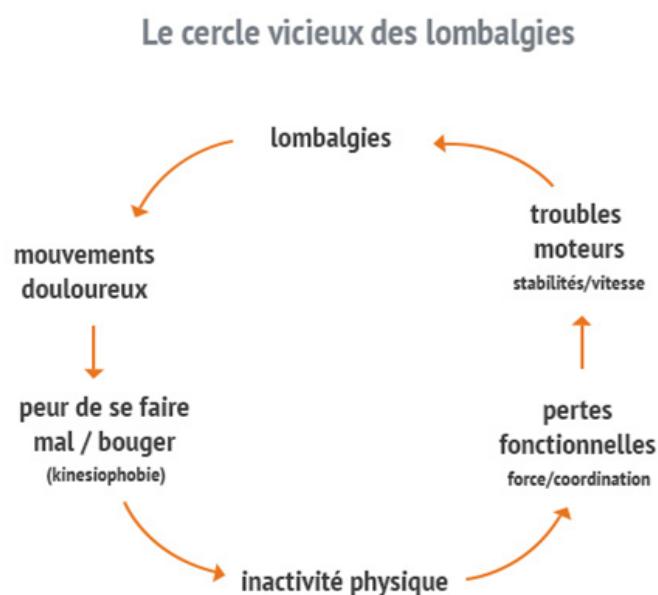 Le cercle vicieux des lombalgies
lombalgies
mouvements
douloureux
peur de se faire
mal / bouger
(kinesiophobie)
inactivité physique
pertes
fonctionnelles
force/coordination
troubles
moteurs
stabilités/vitesse